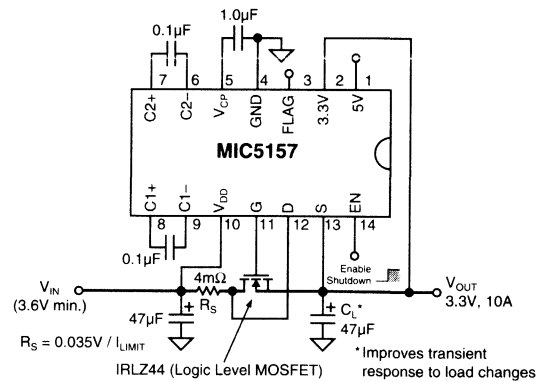 1.0µF
0.1µF
7 6 5 4 3 2 1
C2+ C2- VCP GND FLAG 3.3V 5V
MIC5157
C1+ C1- VDD G D S EN
8 9 10 11 12 13 14
0.1µF
Enable
Shutdown
VIN
(3.6V min.)
4mΩ
RS
VOUT
3.3V, 10A
+
47µF
+
CL*
47µF
RS = 0.035V / ILIMIT
IRLZ44 (Logic Level MOSFET)
*Improves transient
response to load changes